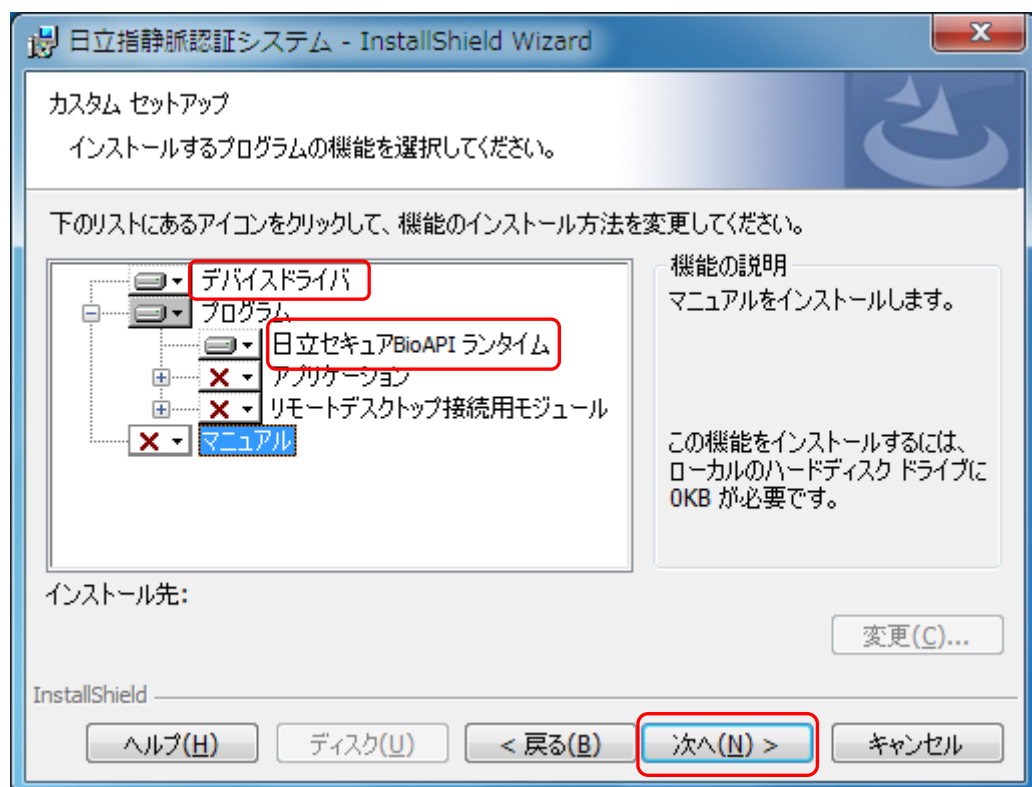 日立指静脈認証システム - InstallShield Wizard
カスタム セットアップ
インストールするプログラムの機能を選択してください。
下のリストにあるアイコンをクリックして、機能のインストール方法を変更してください。
デバイスドライバ
プログラム
日立セキュアBioAPI ランタイム
アプリケーション
リモートデスクトップ接続用モジュール
マニュアル
機能の説明
マニュアルをインストールします。
この機能をインストールするには、
ローカルのハードディスク ドライブに
0KB が必要です。
インストール先:
変更(C)...
InstallShield
ヘルプ(H)
ディスク(U)
< 戻る(B)
次へ(N) >
キャンセル